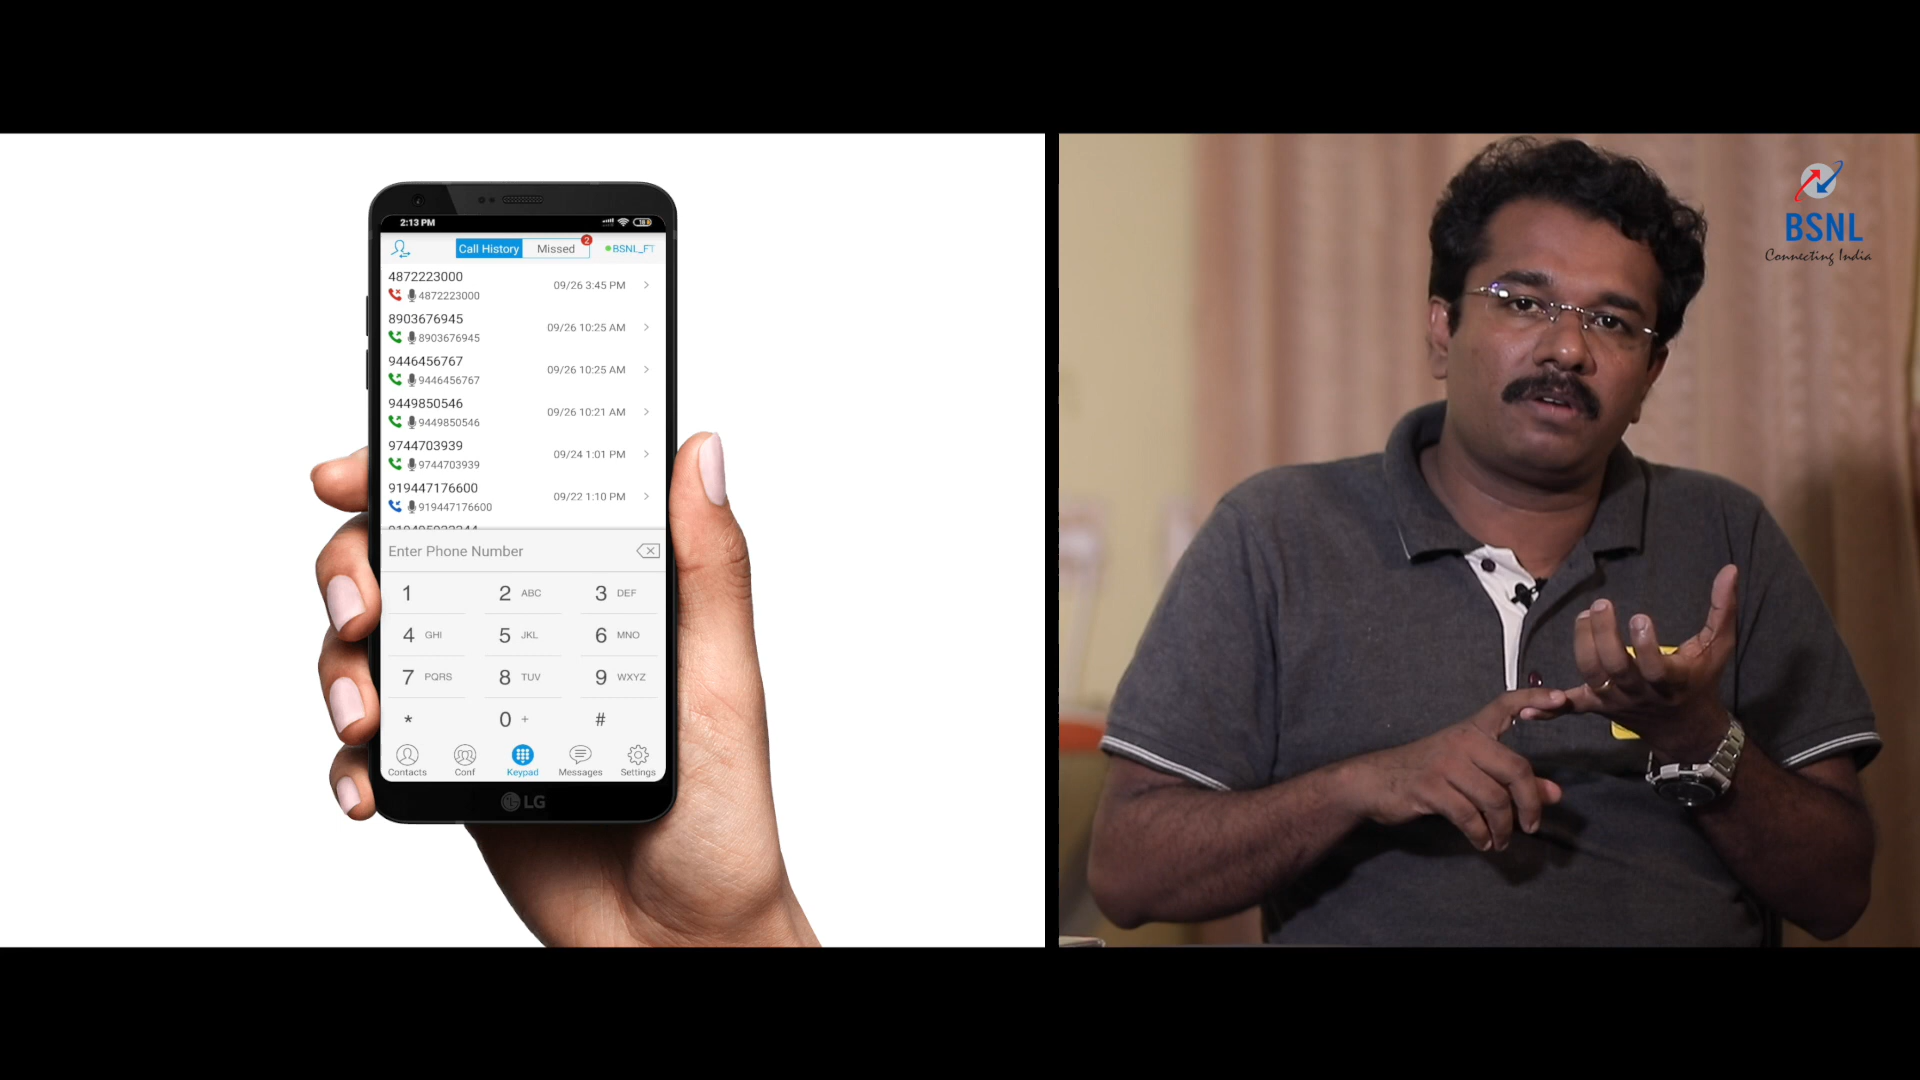 2:13 PM
Call History
Missed
2
BSNL_FT
4872223000
4872223000
09/26 3:45 PM
8903676945
8903676945
09/26 10:25 AM
9446456767
9446456767
09/26 10:25 AM
9449850546
9449850546
09/26 10:21 AM
9744703939
9744703939
09/24 1:01 PM
919447176600
919447176600
09/22 1:10 PM
Enter Phone Number
1
2 ABC
3 DEF
4 GHI
5 JKL
6 MNO
7 PQRS
8 TUV
9 WXYZ
*
0 +
#
Contacts
Conf
Keypad
Messages
Settings
LG
BSNL
Connecting India